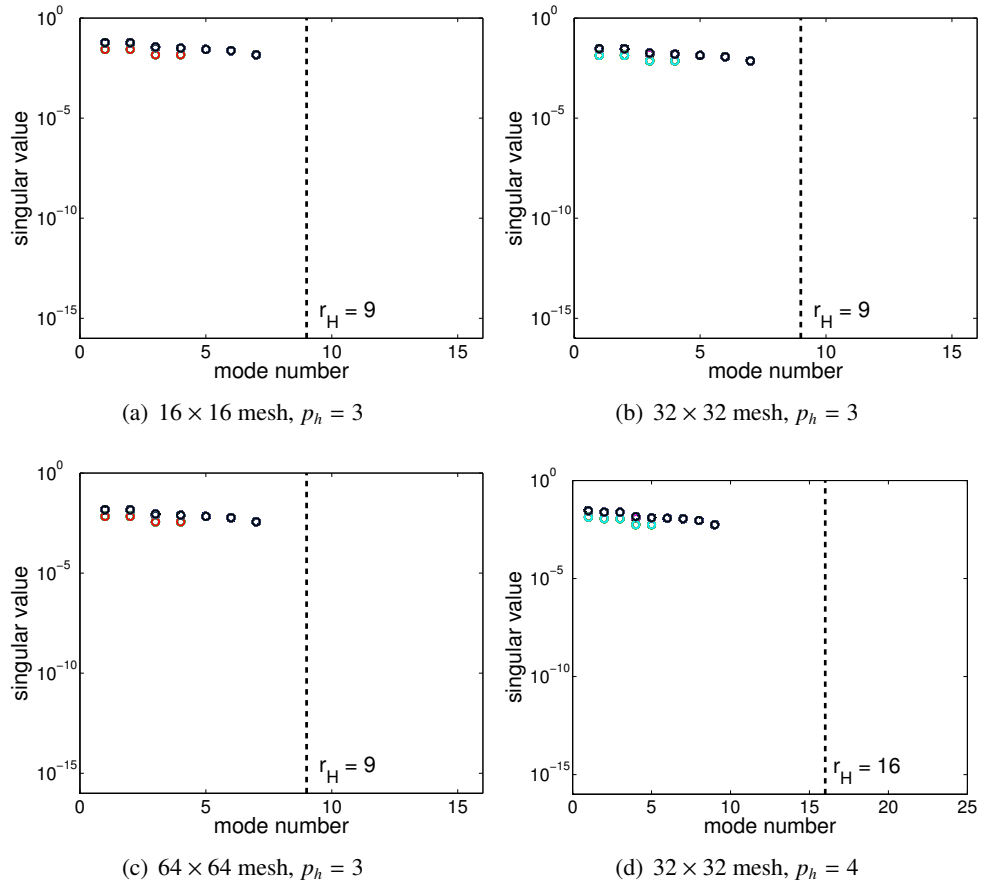 10^0
10^0
10^-5
10^-5
10^-10
10^-10
10^-15
10^-15
singular value
singular value
r_H = 9
r_H = 9
0 5 10 15
0 5 10 15
mode number
mode number
(a) 16 × 16 mesh, p_h = 3
(b) 32 × 32 mesh, p_h = 3
10^0
10^0
10^-5
10^-5
10^-10
10^-10
10^-15
10^-15
singular value
singular value
r_H = 9
r_H = 16
0 5 10 15
0 5 10 15 20 25
mode number
mode number
(c) 64 × 64 mesh, p_h = 3
(d) 32 × 32 mesh, p_h = 4